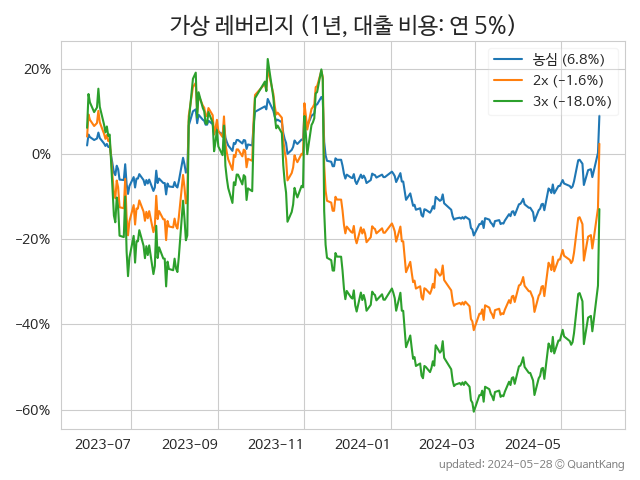 가상 레버리지 (1년, 대출 비용: 연 5%)
농심 (6.8%)
2x (−1.6%)
3x (−18.0%)
20%
0%
−20%
−40%
−60%
2023-07 2023-09 2023-11 2024-01 2024-03 2024-05
updated: 2024-05-28 © QuantKang